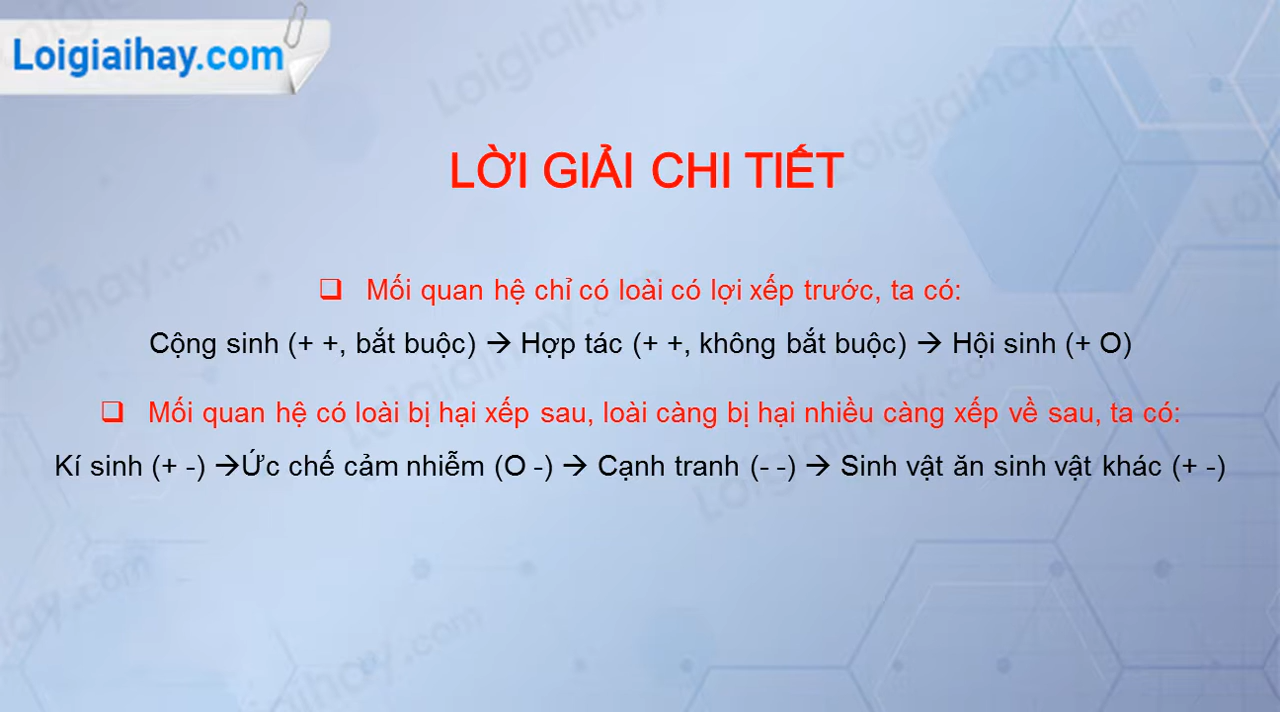 Loigiaihay.com
LỜI GIẢI CHI TIẾT
❑ Mối quan hệ chỉ có loài có lợi xếp trước, ta có:
Cộng sinh (+ +, bắt buộc) → Hợp tác (+ +, không bắt buộc) → Hội sinh (+ O)
❑ Mối quan hệ có loài bị hại xếp sau, loài càng bị hại nhiều càng xếp về sau, ta có:
Kí sinh (+ -) →Ức chế cảm nhiễm (O -) → Cạnh tranh (- -) → Sinh vật ăn sinh vật khác (+ -)